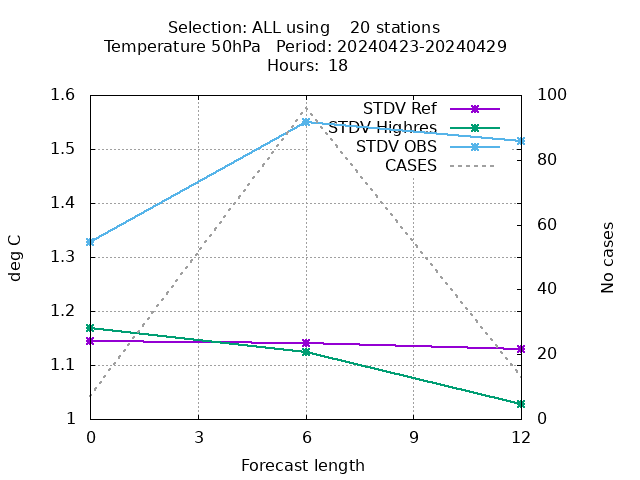 Selection: ALL using    20 stations
Temperature 50hPa   Period: 20240423-20240429
Hours: 18
1.6
1.5
1.4
1.3
1.2
1.1
1
deg C
STDV Ref
STDV Highres
STDV OBS
CASES
100
80
60
40
20
0
No cases
0 3 6 9 12
Forecast length